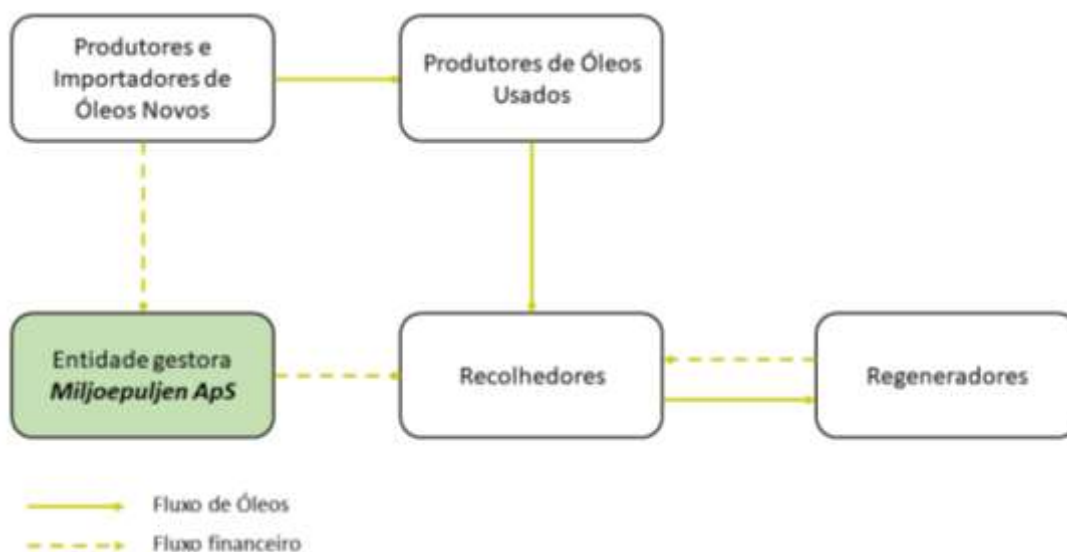 Produtores e
Importadores de
Óleos Novos
Produtores de Óleos
Usados
Entidade gestora
Miljoepuljen ApS
Recolhedores
Regeneradores
Fluxo de Óleos
Fluxo financeiro